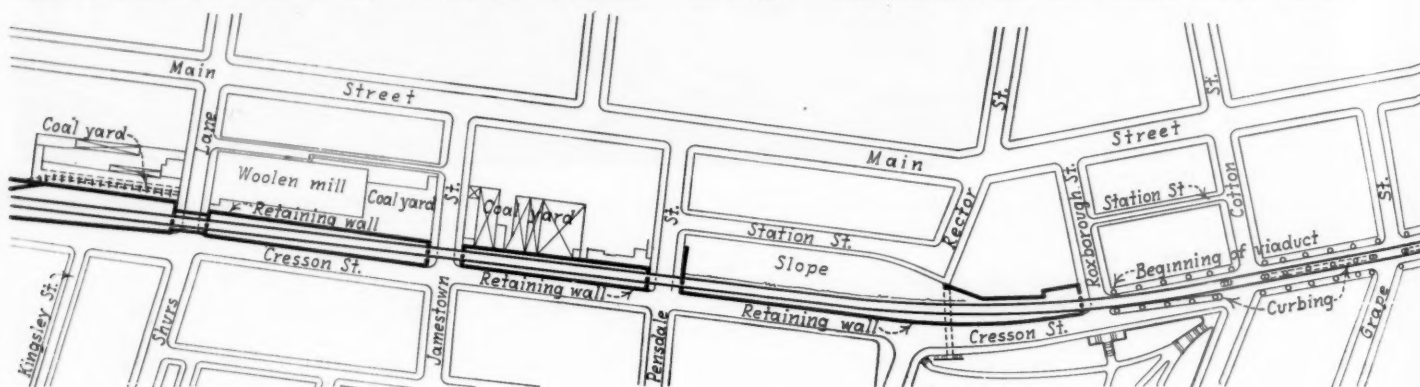 Main Street
Coal yard
Lane
Woolen mill
Coal yard
St.
Retaining wall
Cresson St.
Kingsley St.
Shurs
Jamestown
Coal yard
Retaining wall
Pensdale
St.
Main Street
Station St.
Slope
Rector
St.
Retaining wall
Cresson St.
Roxborough St.
Station St.
Cotton
St.
Beginning of viaduct
Curbing
Grape
St.